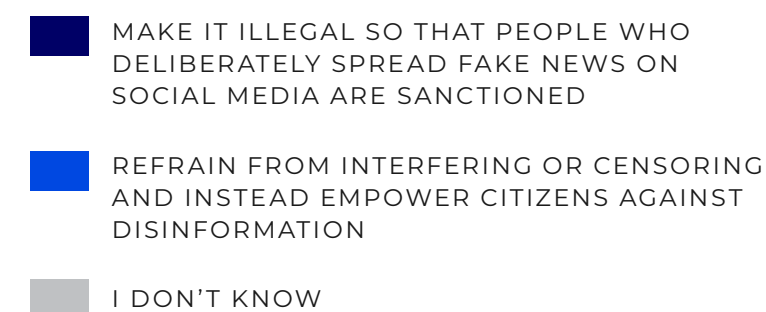 MAKE IT ILLEGAL SO THAT PEOPLE WHO
DELIBERATELY SPREAD FAKE NEWS ON
SOCIAL MEDIA ARE SANCTIONED
REFRAIN FROM INTERFERING OR CENSORING
AND INSTEAD EMPOWER CITIZENS AGAINST
DISINFORMATION
I DON’T KNOW